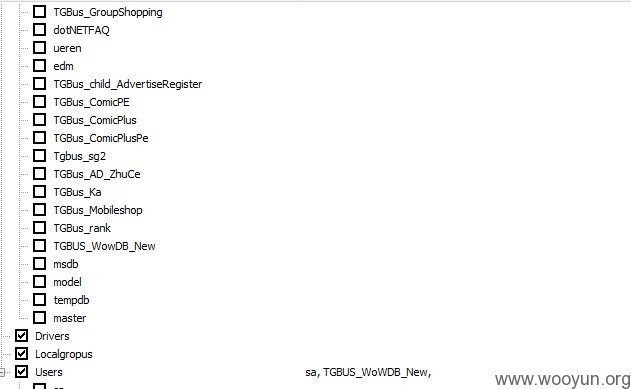 TGBus_GroupShopping
dotNETFAQ
ueren
edm
TGBus_child_AdvertiseRegister
TGBus_ComicPE
TGBus_ComicPlus
TGBus_ComicPlusPe
Tgbus_sg2
TGBus_AD_ZhuCe
TGBus_Ka
TGBus_Mobileshop
TGBus_rank
TGBUS_WowDB_New
msdb
model
tempdb
master
Drivers
Localgropus
Users sa, TGBUS_WoWDB_New,
www.wooyun.org